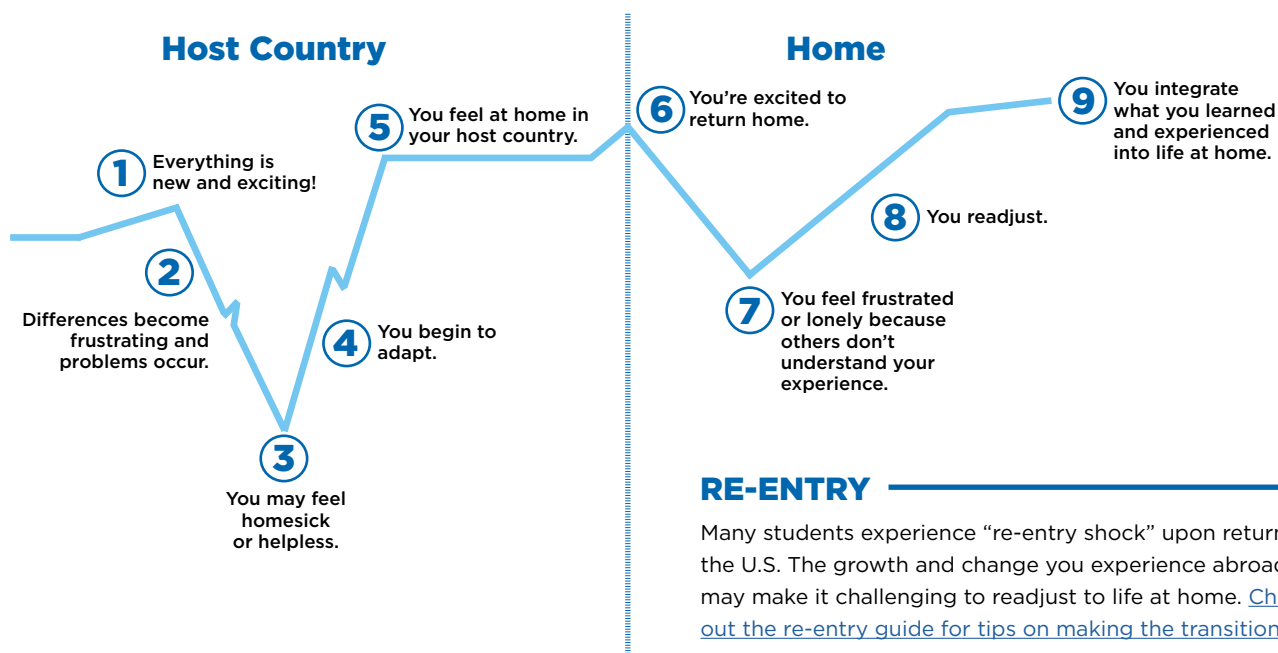 Host Country
Home
1
Everything is
new and exciting!
2
Differences become
frustrating and
problems occur.
3
You may feel
homesick
or helpless.
4
You begin to
adapt.
5
You feel at home in
your host country.
6
You’re excited to
return home.
7
You feel frustrated
or lonely because
others don’t
understand your
experience.
8
You readjust.
9
You integrate
what you learned
and experienced
into life at home.
RE-ENTRY
Many students experience “re-entry shock” upon return
the U.S. The growth and change you experience abroad
may make it challenging to readjust to life at home. Ch
out the re-entry guide for tips on making the transition